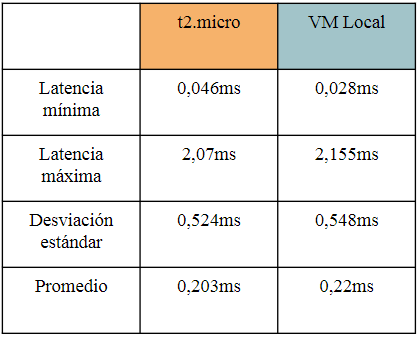 t2.micro VM Local
Latencia
mínima
0,046ms 0,028ms
Latencia
máxima
2,07ms 2,155ms
Desviación
estándar
0,524ms 0,548ms
Promedio 0,203ms 0,22ms